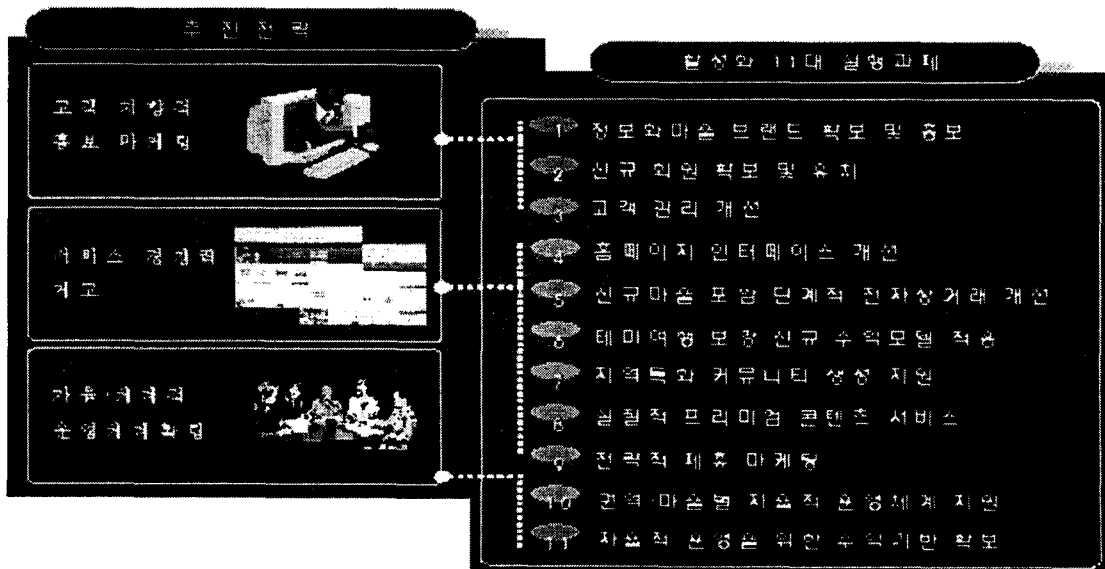 추진전략
고객 지향적
홍보 마케팅
서비스 경쟁력
제고
자율·체계적
운영체계확립
활성화 11대 실행과제
1 정보화마을 브랜드 확보 및 홍보
2 신규 회원 확보 및 유치
3 고객 관리 개선
4 홈페이지 인터페이스 개선
5 신규마을 포함 단계적 전자상거래 개선
6 테마여행 보강 신규 수익모델 적용
7 지역특화 커뮤니티 생성 지원
8 실질적 프리미엄 콘텐츠 서비스
9 전략적 제휴 마케팅
10 권역·마을별 자율적 운영체계 지원
11 자율적 운영을 위한 수익기반 확보